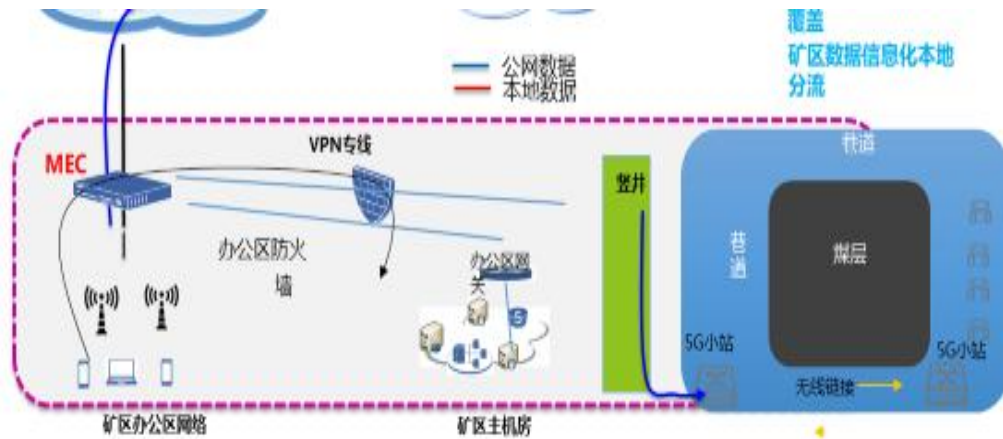 覆盖
矿区数据信息化本地
分流
公网数据
本地数据
VPN专线
MEC
竖井
巷道
办公区防火
墙
办公区网
关
巷道
煤层
5G小站
5G小站
无线链接
矿区办公区网络
矿区主机房